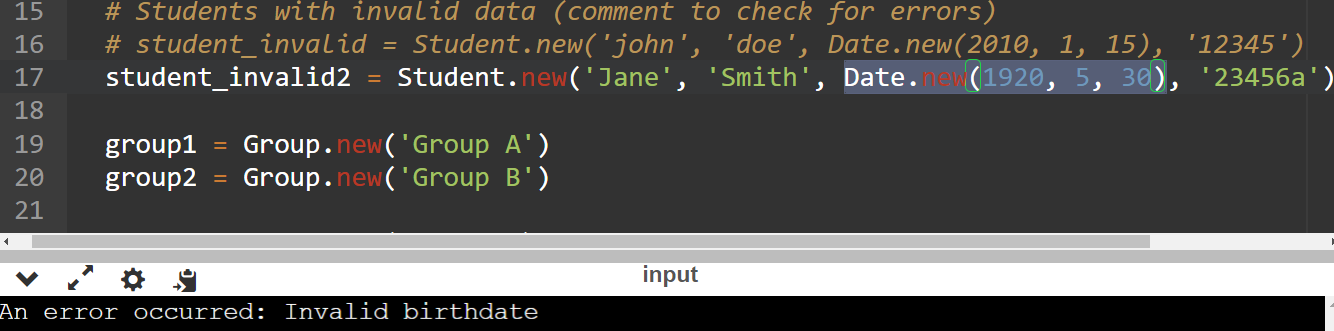 15 # Students with invalid data (comment to check for errors)
16 # student_invalid = Student.new('john', 'doe', Date.new(2010, 1, 15), '12345')
17 student_invalid2 = Student.new('Jane', 'Smith', Date.new(1920, 5, 30), '23456a')
18
19 group1 = Group.new('Group A')
20 group2 = Group.new('Group B')
21
input
An error occurred: Invalid birthdate